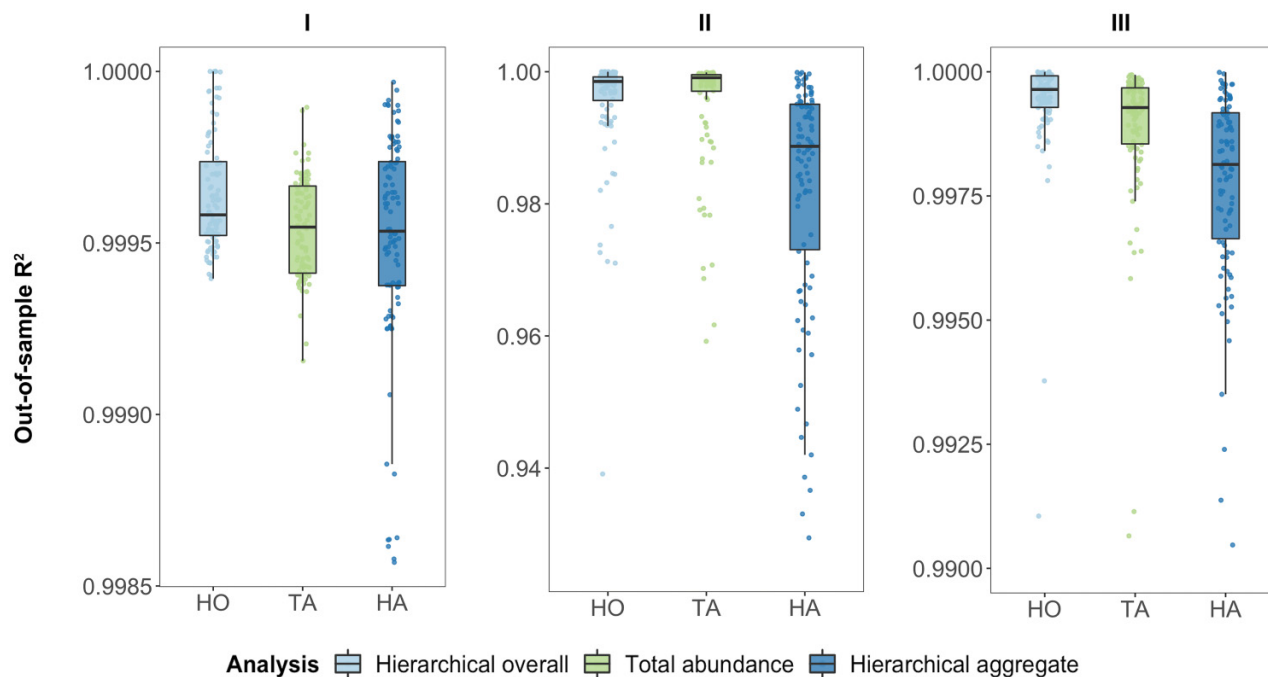 I II III
Out-of-sample R²
1.0000
0.9995
0.9990
0.9985
HO TA HA
1.00
0.98
0.96
0.94
HO TA HA
1.0000
0.9975
0.9950
0.9925
0.9900
HO TA HA
Analysis Hierarchical overall Total abundance Hierarchical aggregate